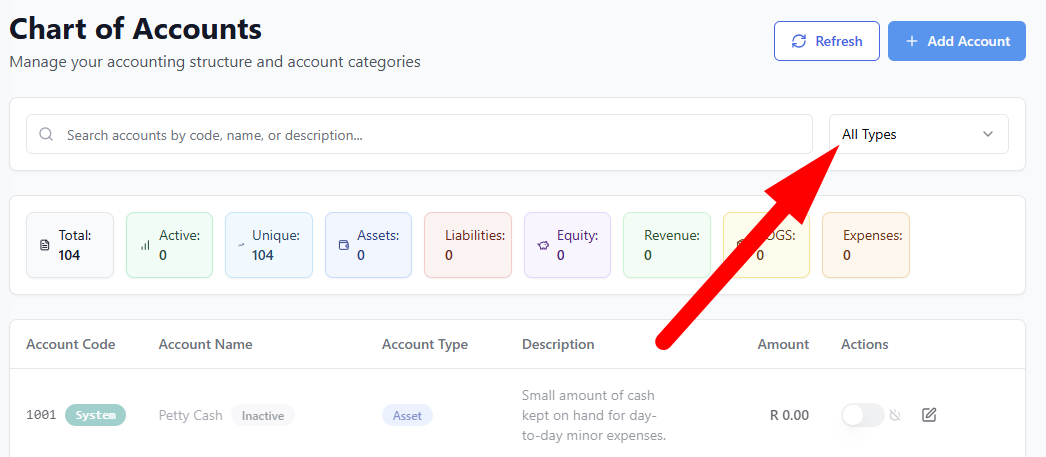 Chart of Accounts
Manage your accounting structure and account categories
Refresh
Add Account
Search accounts by code, name, or description...
All Types
Total:
104
Active:
0
Unique:
104
Assets:
0
Liabilities:
0
Equity:
0
Revenue:
0
OGS:
0
Expenses:
0
Account Code Account Name Account Type Description Amount Actions
1001 System Petty Cash Inactive Asset
Small amount of cash
kept on hand for day-
to-day minor expenses.
R 0.00